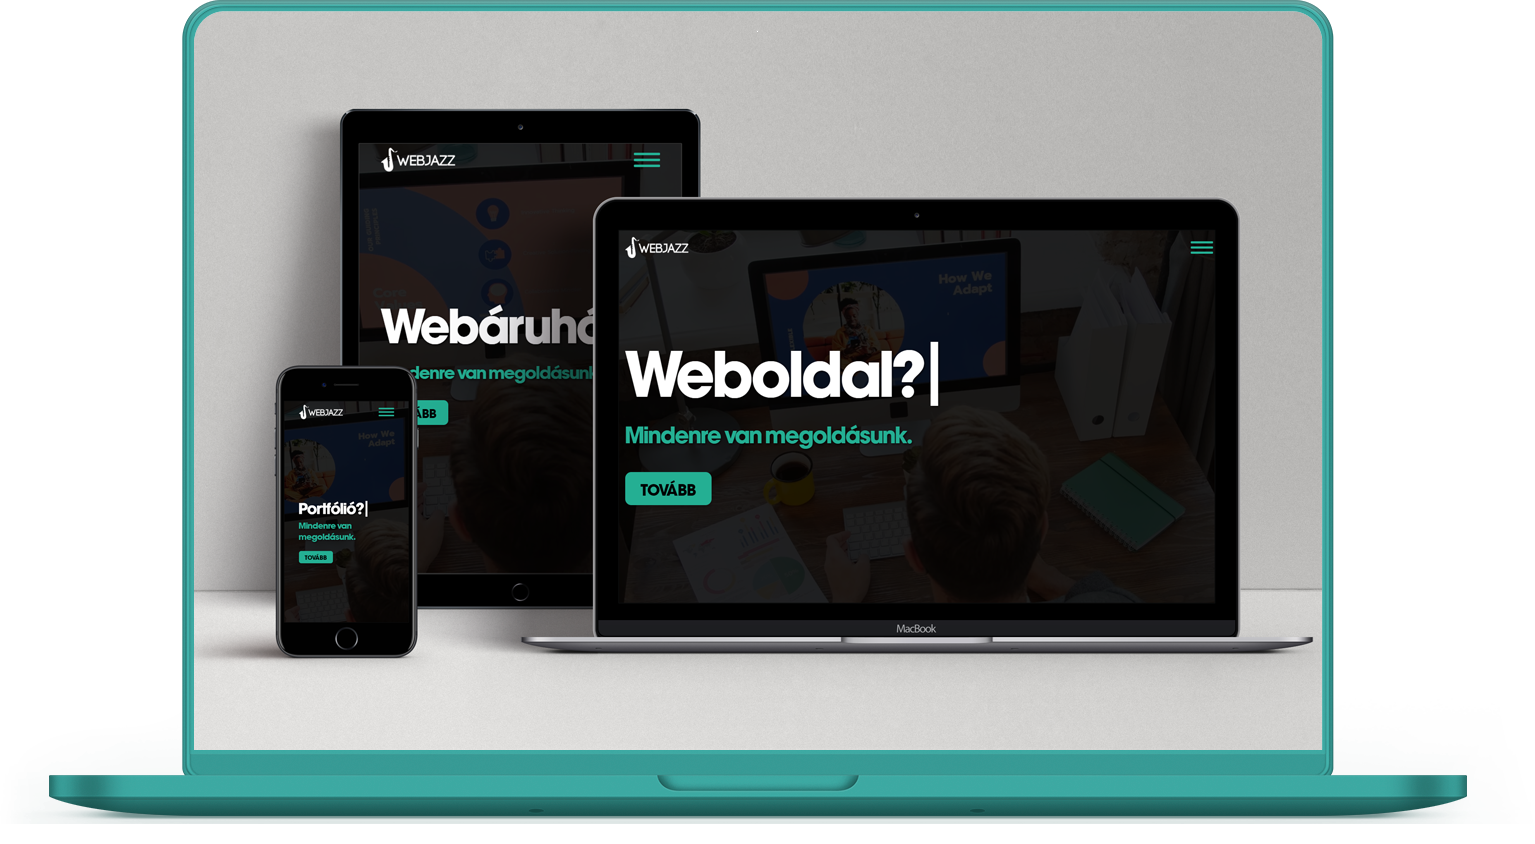 WEBJAZZ
Webáruhá
denre van megoldásunk
ÁBB
WEBJAZZ
How We
Adapt
Weboldal?|
Mindenre van megoldásunk.
TOVÁBB
MacBook
WEBJAZZ
How We
Adapt
Portfólió?|
Mindenre van
megoldásunk.
TOVÁBB